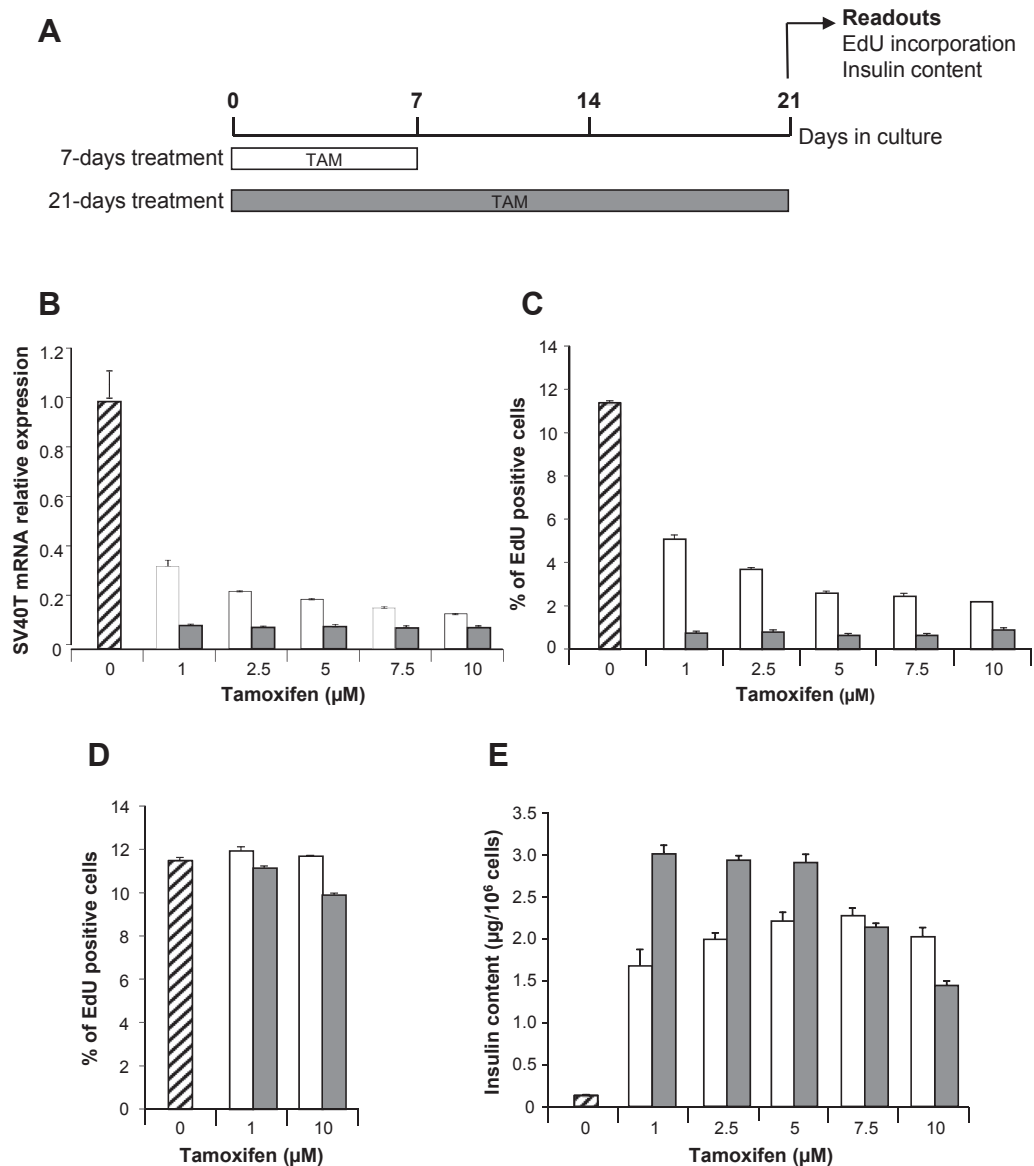 A
Readouts
EdU incorporation
Insulin content
0 7 14 21
Days in culture
7-days treatment TAM
21-days treatment TAM
B
SV40T mRNA relative expression
1.2
1.0
0.8
0.6
0.4
0.2
0
0 1 2.5 5 7.5 10
Tamoxifen (µM)
C
% of EdU positive cells
14
12
10
8
6
4
2
0
0 1 2.5 5 7.5 10
Tamoxifen (µM)
D
% of EdU positive cells
14
12
10
8
6
4
2
0
0 1 10
Tamoxifen (µM)
E
Insulin content (µg/10⁶ cells)
3.5
3.0
2.5
2.0
1.5
1.0
0.5
0
0 1 2.5 5 7.5 10
Tamoxifen (µM)